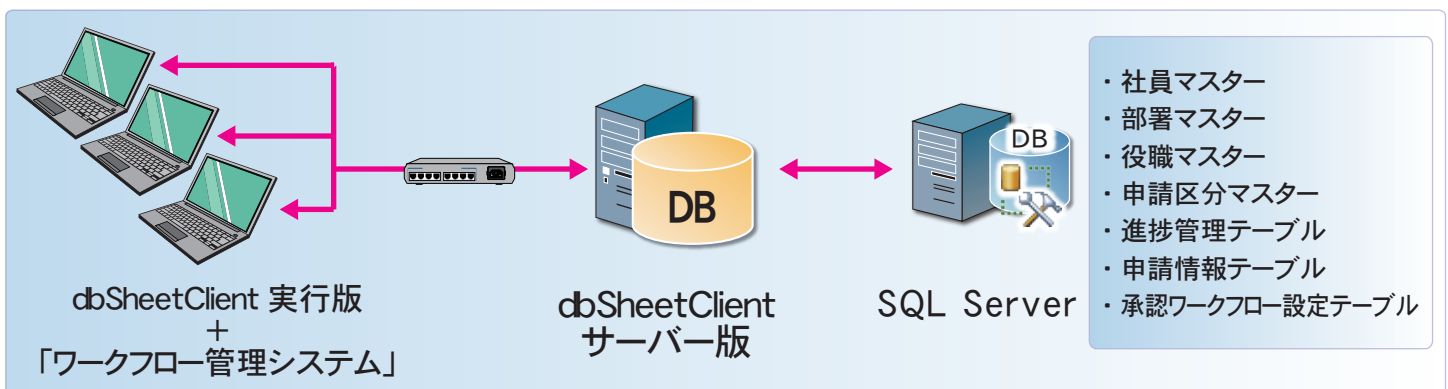 dbSheetClient 実行版
+
「ワークフロー管理システム」
DB
dbSheetClient
サーバー版
DB
SQL Server
・社員マスター
・部署マスター
・役職マスター
・申請区分マスター
・進捗管理テーブル
・申請情報テーブル
・承認ワークフロー設定テーブル